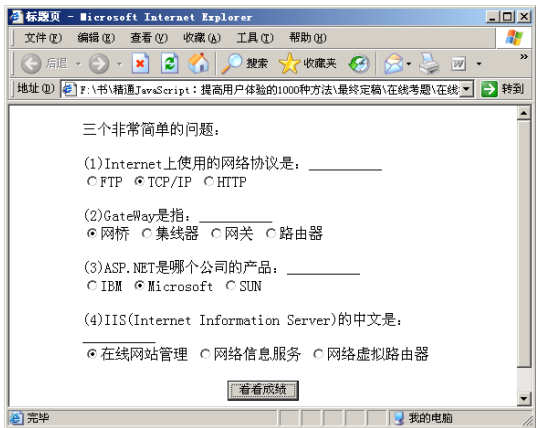 标题页 - Microsoft Internet Explorer
文件(F) 编辑(E) 查看(V) 收藏(A) 工具(T) 帮助(H)
后退 搜索 收藏夹 »
地址(D) F:\书\精通JavaScript：提高用户体验的1000种方法\最终定稿\在线考题\在线 转到
三个非常简单的问题：
(1)Internet上使用的网络协议是：__________
FTP TCP/IP HTTP
(2)GateWay是指：__________
网桥 集线器 网关 路由器
(3)ASP.NET是哪个公司的产品：__________
IBM Microsoft SUN
(4)IIS(Internet Information Server)的中文是：
__________
在线网站管理 网络信息服务 网络虚拟路由器
看看成绩
完毕 我的电脑